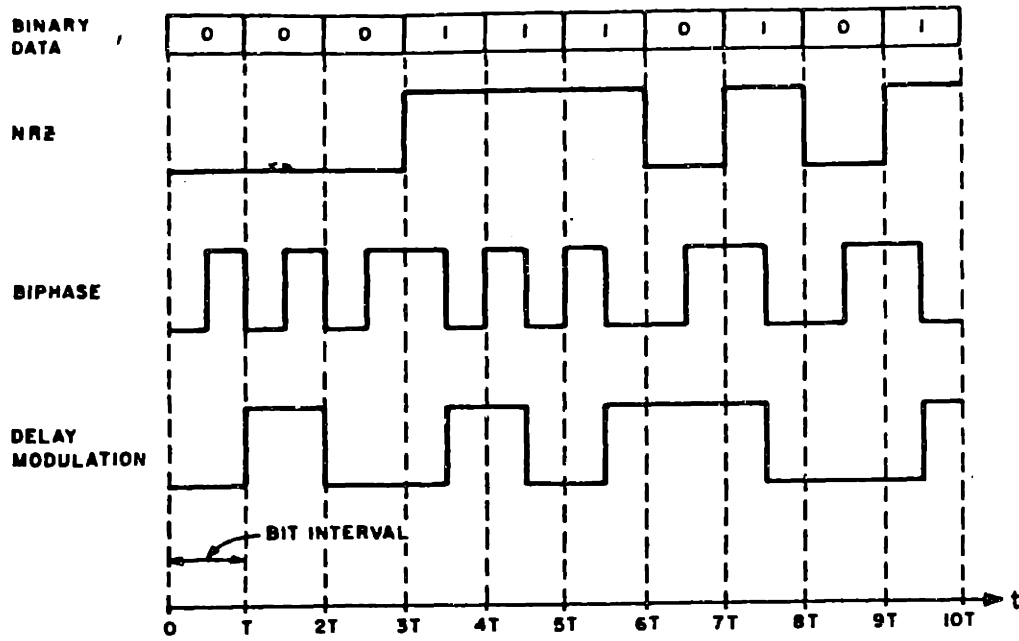 BINARY
DATA ,
0 0 0 1 1 1 0 1 0 1
NRZ
BIPHASE
DELAY
MODULATION
BIT INTERVAL
t
0 T 2T 3T 4T 5T 6T 7T 8T 9T 10T